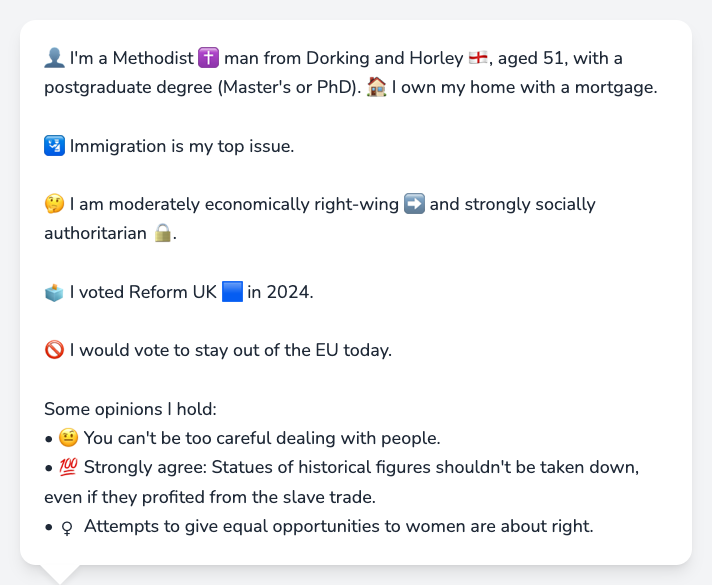 👤 I'm a Methodist ✝️ man from Dorking and Horley 🏴󠁧󠁢󠁥󠁮󠁧󠁿, aged 51, with a
postgraduate degree (Master's or PhD). 🏠 I own my home with a mortgage.
🛂 Immigration is my top issue.
🤔 I am moderately economically right-wing ➡️ and strongly socially
authoritarian 🔒.
🗳️ I voted Reform UK 🟦 in 2024.
🚫 I would vote to stay out of the EU today.
Some opinions I hold:
• 🤨 You can't be too careful dealing with people.
• 💯 Strongly agree: Statues of historical figures shouldn't be taken down,
even if they profited from the slave trade.
• ♀ Attempts to give equal opportunities to women are about right.